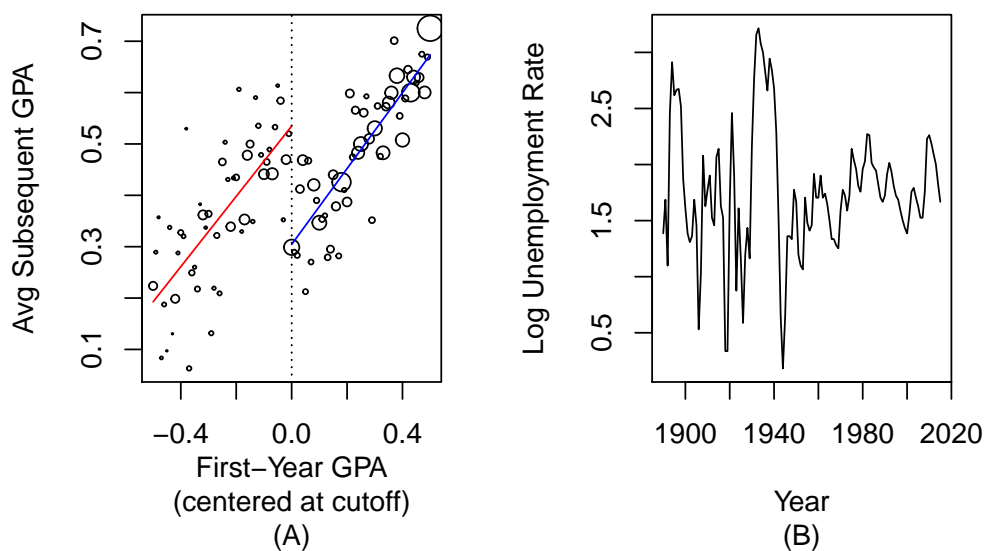 Avg Subsequent GPA
0.7
0.5
0.3
0.1
−0.4
0.0
0.4
First−Year GPA
(centered at cutoff)
(A)
Log Unemployment Rate
2.5
1.5
0.5
1900
1940
1980
2020
Year
(B)